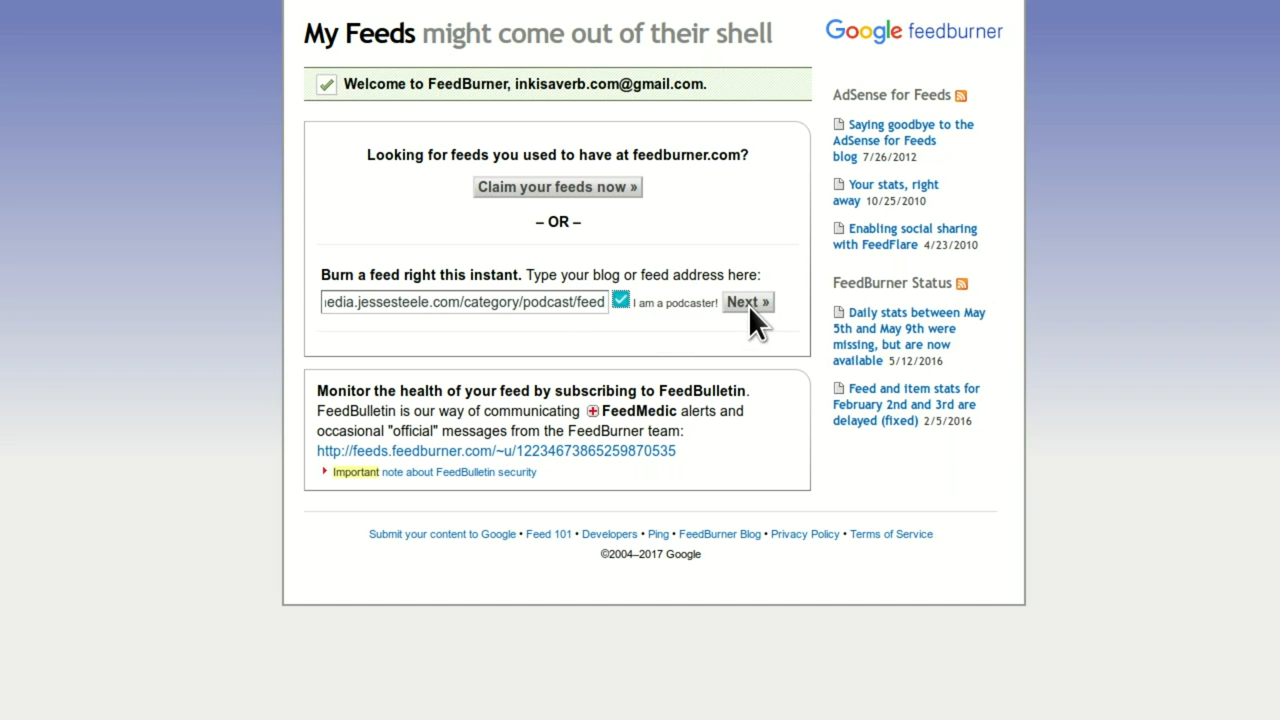 My Feeds might come out of their shell
Google feedburner
Welcome to FeedBurner, inkisaverb.com@gmail.com.
Looking for feeds you used to have at feedburner.com?
Claim your feeds now »
– OR –
Burn a feed right this instant. Type your blog or feed address here:
edia.jessesteele.com/category/podcast/feed I am a podcaster! Next »
Monitor the health of your feed by subscribing to FeedBulletin.
FeedBulletin is our way of communicating FeedMedic alerts and
occasional "official" messages from the FeedBurner team:
http://feeds.feedburner.com/~u/12234673865259870535
Important note about FeedBulletin security
AdSense for Feeds
Saying goodbye to the
AdSense for Feeds
blog 7/26/2012
Your stats, right
away 10/25/2010
Enabling social sharing
with FeedFlare 4/23/2010
FeedBurner Status
Daily stats between May
5th and May 9th were
missing, but are now
available 5/12/2016
Feed and item stats for
February 2nd and 3rd are
delayed (fixed) 2/5/2016
Submit your content to Google • Feed 101 • Developers • Ping • FeedBurner Blog • Privacy Policy • Terms of Service
©2004–2017 Google